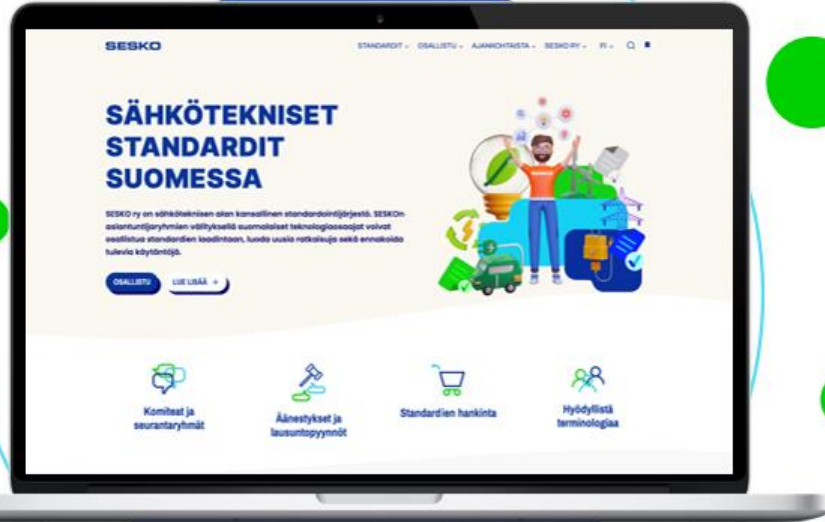 SESKO
STANDARDIT OSALLISTU AJANKOHTAISTA SESKO RY FI
SÄHKÖTEKNISET
STANDARDIT
SUOMESSA
SESKO ry on sähköteknisen alan kansallinen standardointijärjestö. SESKOn
asiantuntijaryhmien välityksellä suomalaiset teknologiaosaajat voivat
osallistua standardien laadintaan, luoda uusia ratkaisuja sekä ennakoida
tulevia käytäntöjä.
OSALLISTU LUE LISÄÄ →
Komiteat ja
seurantaryhmät
Äänestykset ja
lausuntopyynnöt
Standardien hankinta
Hyödyllistä
terminologiaa